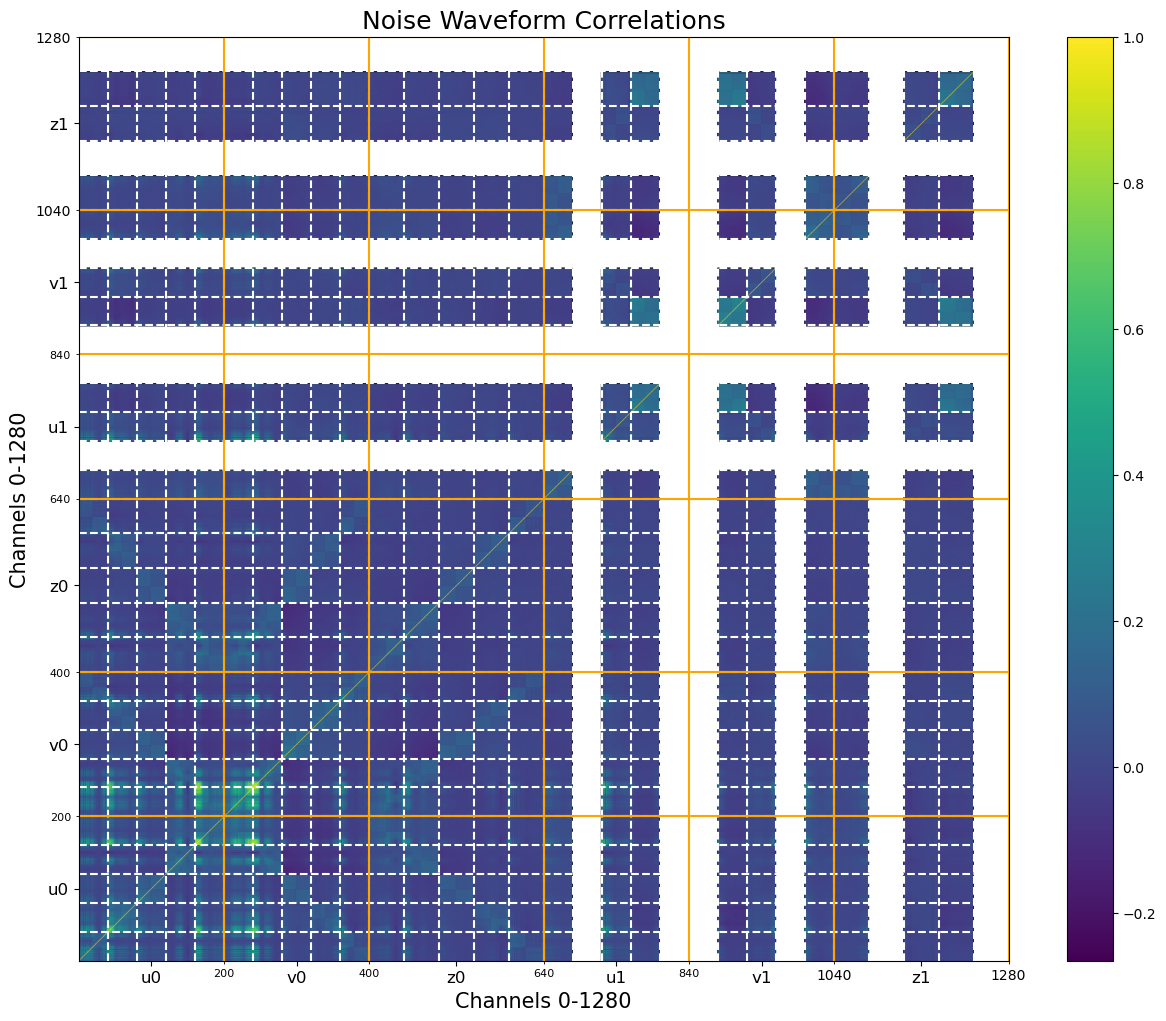 Noise Waveform Correlations
1280
z1
1040
v1
840
u1
640
z0
400
v0
200
u0
Channels 0-1280
u0 200 v0 400 z0 640 u1 840 v1 1040 z1 1280
Channels 0-1280
1.0
0.8
0.6
0.4
0.2
0.0
−0.2